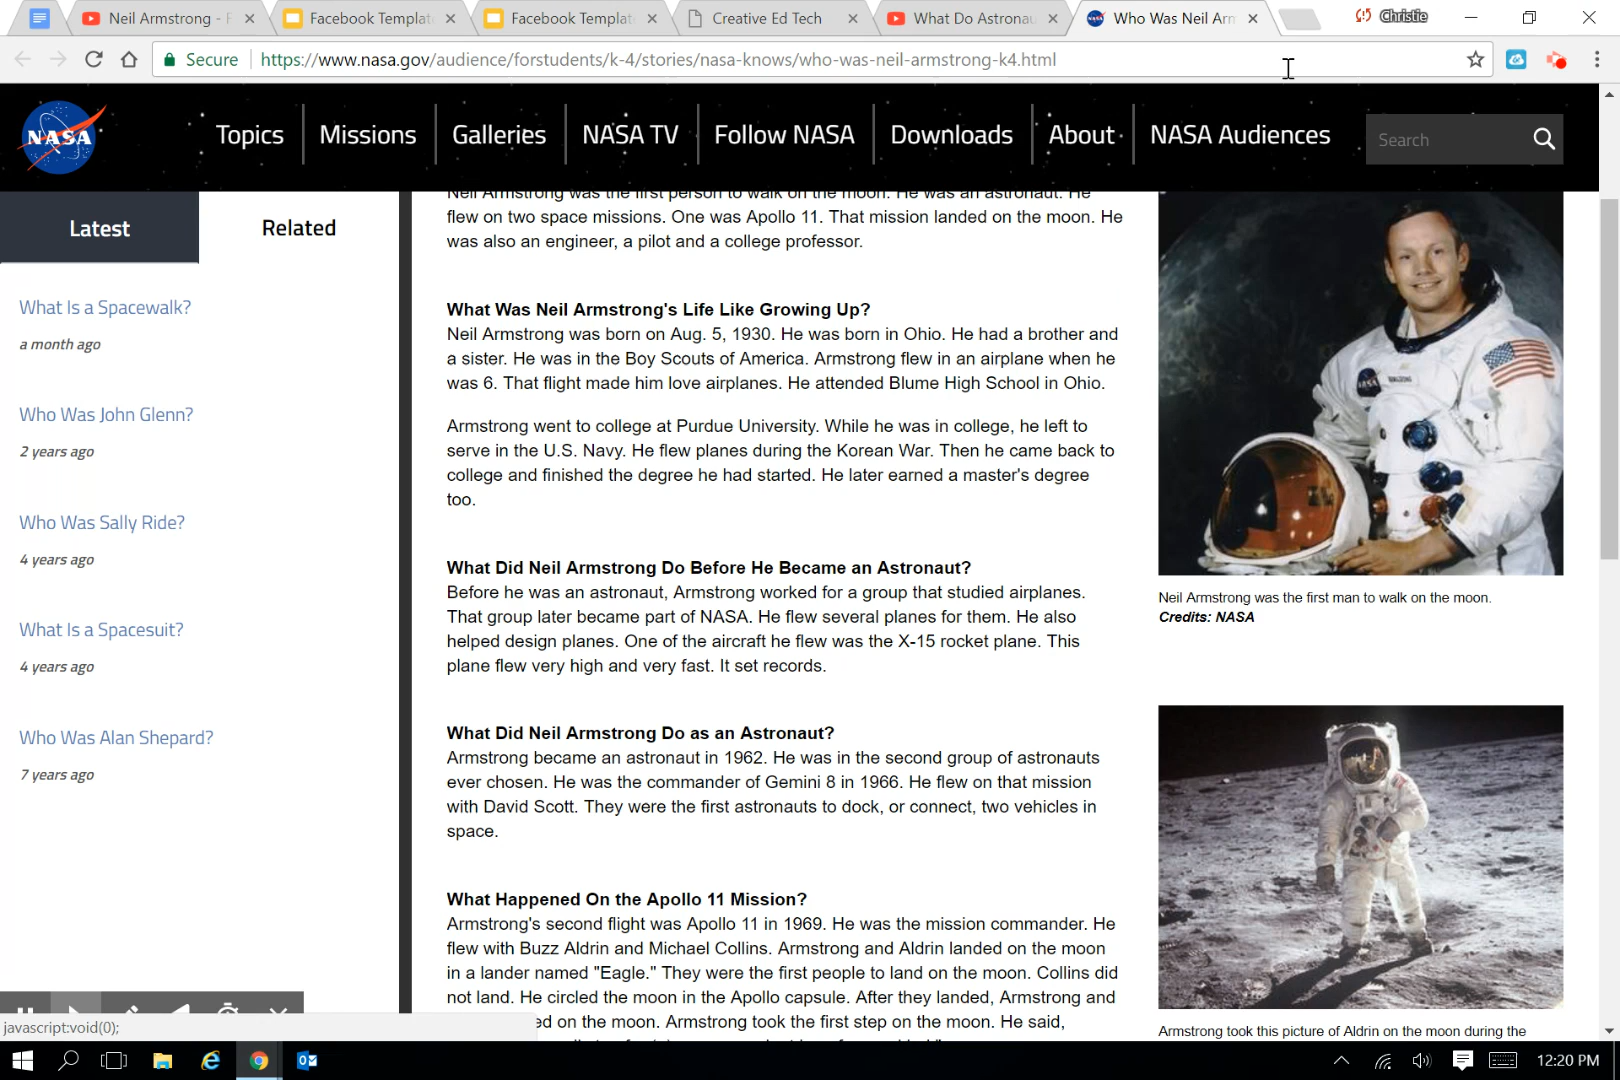 Neil Armstrong - F
Facebook Templat
Facebook Templat
Creative Ed Tech
What Do Astronau
Who Was Neil Arm
Christie
Secure
https://www.nasa.gov/audience/forstudents/k-4/stories/nasa-knows/who-was-neil-armstrong-k4.html
NASA
Topics
Missions
Galleries
NASA TV
Follow NASA
Downloads
About
NASA Audiences
Search
Latest
Related
What Is a Spacewalk?
a month ago
Who Was John Glenn?
2 years ago
Who Was Sally Ride?
4 years ago
What Is a Spacesuit?
4 years ago
Who Was Alan Shepard?
7 years ago
Neil Armstrong was the first person to walk on the moon. He was an astronaut. He
flew on two space missions. One was Apollo 11. That mission landed on the moon. He
was also an engineer, a pilot and a college professor.
What Was Neil Armstrong's Life Like Growing Up?
Neil Armstrong was born on Aug. 5, 1930. He was born in Ohio. He had a brother and
a sister. He was in the Boy Scouts of America. Armstrong flew in an airplane when he
was 6. That flight made him love airplanes. He attended Blume High School in Ohio.
Armstrong went to college at Purdue University. While he was in college, he left to
serve in the U.S. Navy. He flew planes during the Korean War. Then he came back to
college and finished the degree he had started. He later earned a master's degree
too.
What Did Neil Armstrong Do Before He Became an Astronaut?
Before he was an astronaut, Armstrong worked for a group that studied airplanes.
That group later became part of NASA. He flew several planes for them. He also
helped design planes. One of the aircraft he flew was the X-15 rocket plane. This
plane flew very high and very fast. It set records.
What Did Neil Armstrong Do as an Astronaut?
Armstrong became an astronaut in 1962. He was in the second group of astronauts
ever chosen. He was the commander of Gemini 8 in 1966. He flew on that mission
with David Scott. They were the first astronauts to dock, or connect, two vehicles in
space.
What Happened On the Apollo 11 Mission?
Armstrong's second flight was Apollo 11 in 1969. He was the mission commander. He
flew with Buzz Aldrin and Michael Collins. Armstrong and Aldrin landed on the moon
in a lander named "Eagle." They were the first people to land on the moon. Collins did
not land. He circled the moon in the Apollo capsule. After they landed, Armstrong and
ed on the moon. Armstrong took the first step on the moon. He said,
Neil Armstrong was the first man to walk on the moon.
Credits: NASA
Armstrong took this picture of Aldrin on the moon during the
javascript:void(0);
12:20 PM